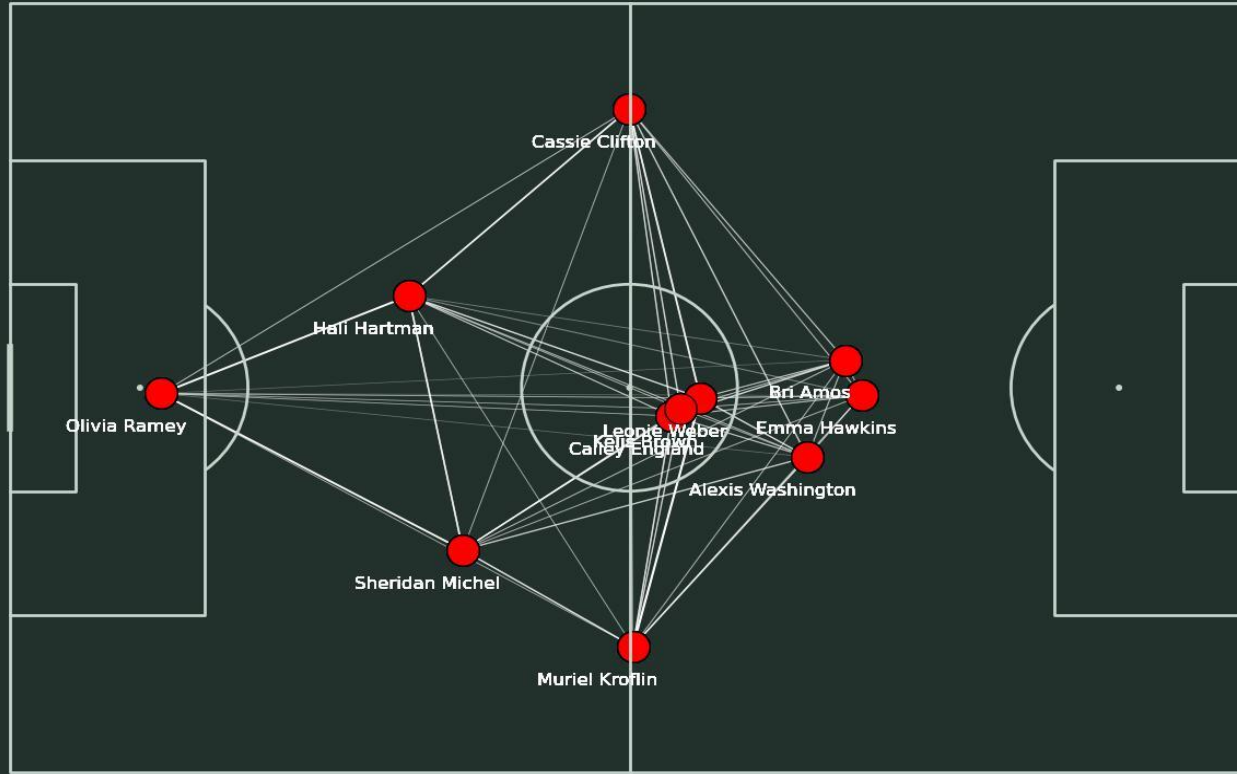 Cassie Clifton
Hali Hartman
Bri Amos
Olivia Ramey
Emma Hawkins
Leonie Weber
Calley England
Alexis Washington
Sheridan Michel
Muriel Kroflin